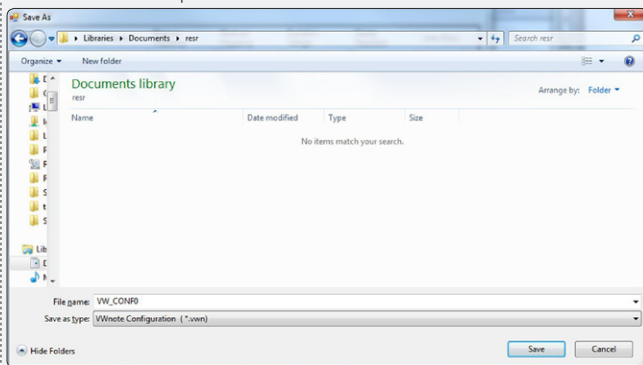 Save As
Libraries ▸ Documents ▸ resr
Search resr
Organize
New folder
Documents library
resr
Arrange by: Folder
Name Date modified Type Size
No items match your search.
Lib
File name: VW_CONF0
Save as type: VWnote Configuration (*.vwn)
Hide Folders
Save Cancel